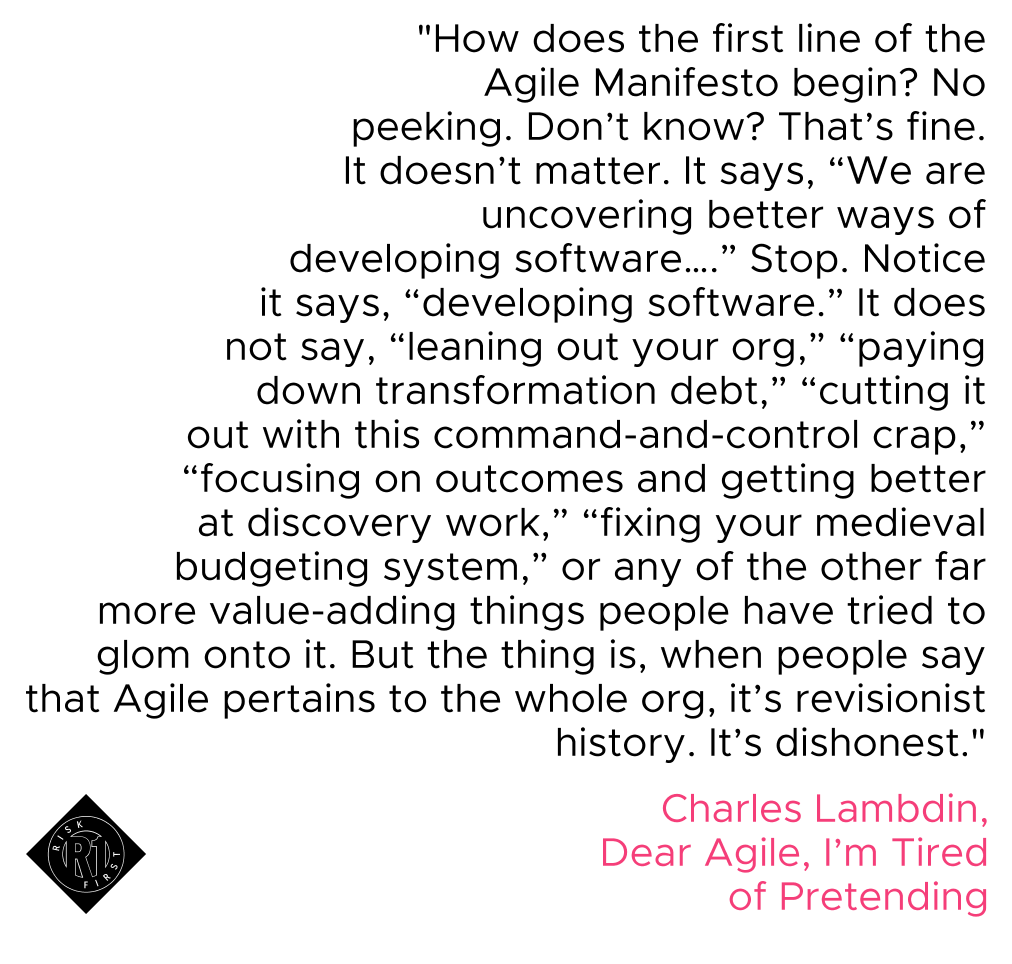 "How does the first line of the
Agile Manifesto begin? No
peeking. Don’t know? That’s fine.
It doesn’t matter. It says, “We are
uncovering better ways of
developing software….” Stop. Notice
it says, “developing software.” It does
not say, “leaning out your org,” “paying
down transformation debt,” “cutting it
out with this command-and-control crap,”
“focusing on outcomes and getting better
at discovery work,” “fixing your medieval
budgeting system,” or any of the other far
more value-adding things people have tried to
glom onto it. But the thing is, when people say
that Agile pertains to the whole org, it’s revisionist
history. It’s dishonest."
Charles Lambdin,
Dear Agile, I’m Tired
of Pretending
RISK
R1
FIRST